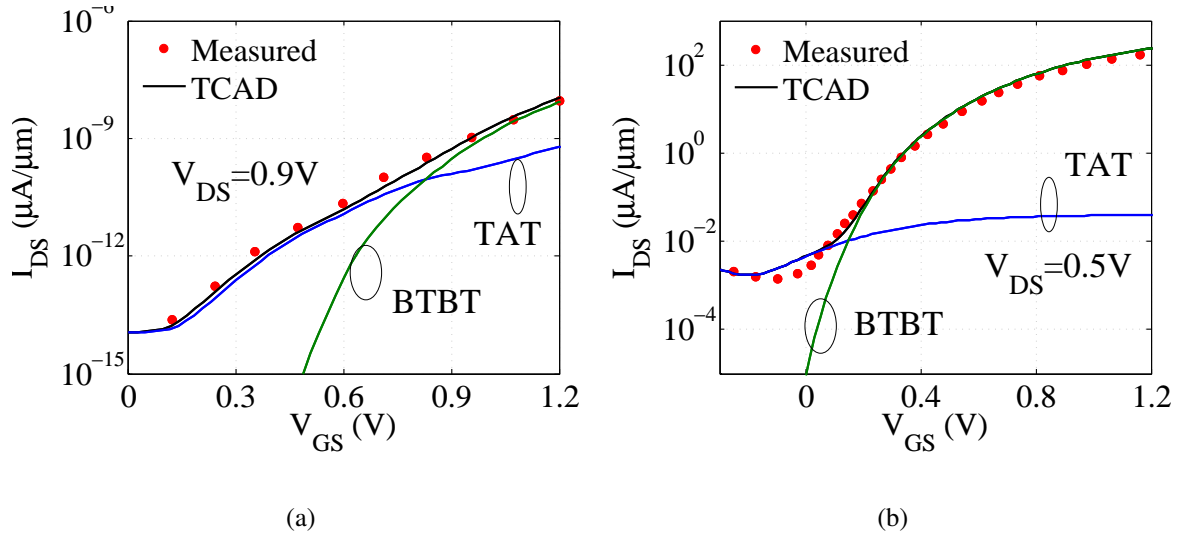 10⁻⁶
Measured
TCAD
10⁻⁹
V_DS=0.9V
TAT
10⁻¹²
BTBT
10⁻¹⁵
0 0.3 0.6 0.9 1.2
I_DS (µA/µm)
V_GS (V)
(a)
Measured
10²
TCAD
10⁰
TAT
10⁻²
V_DS=0.5V
BTBT
10⁻⁴
0 0.4 0.8 1.2
I_DS (µA/µm)
V_GS (V)
(b)